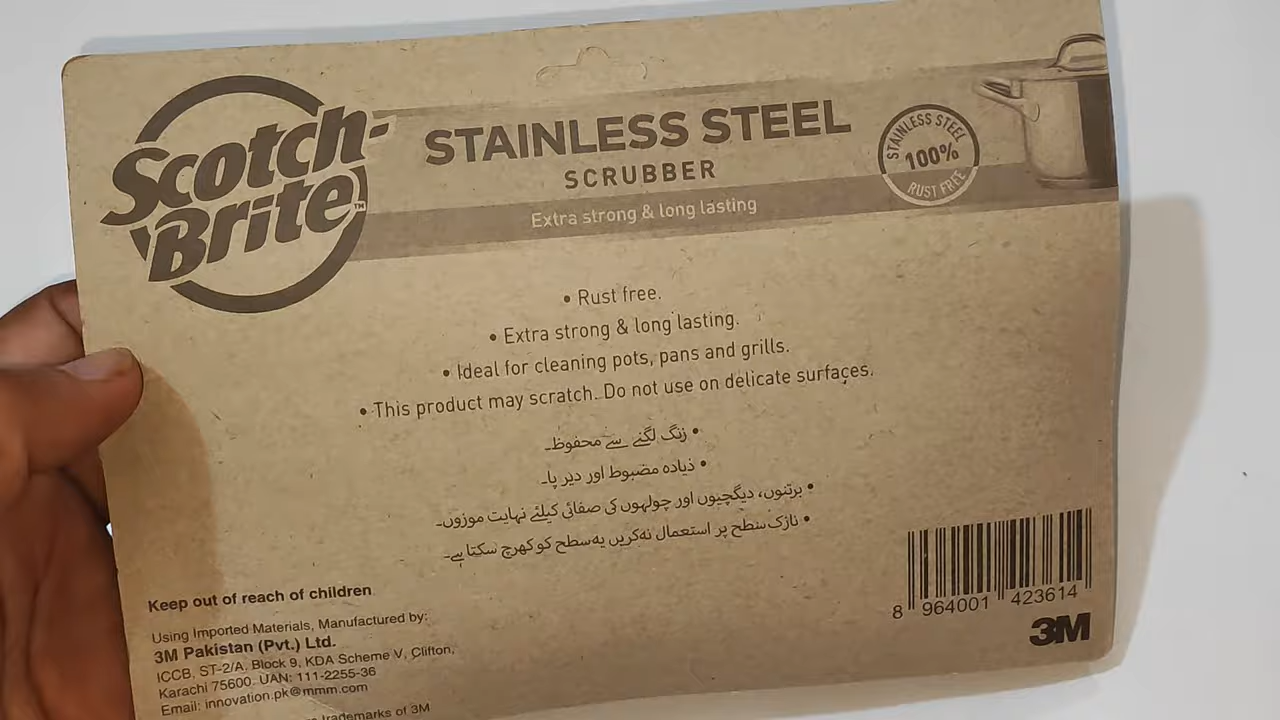 Scotch-
Brite™
STAINLESS STEEL
SCRUBBER
Extra strong & long lasting
STAINLESS STEEL
100%
RUST FREE
• Rust free.
• Extra strong & long lasting.
• Ideal for cleaning pots, pans and grills.
• This product may scratch. Do not use on delicate surfaces.
• زنگ لگنے سے محفوظ۔
• ذیادہ مضبوط اور دیر پا۔
• برتنوں، دیگچیوں اور چولہوں کی صفائی کیلئے نہایت موزوں۔
• نازک سطح پر استعمال نہ کریں یہ سطح کو کھرچ سکتا ہے۔
Keep out of reach of children.
Using Imported Materials, Manufactured by:
3M Pakistan (Pvt.) Ltd.
ICCB, ST-2/A, Block 9, KDA Scheme V, Clifton,
Karachi 75600. UAN: 111-2255-36
Email: innovation.pk@mmm.com
trademarks of 3M
8 964001 423614
3M